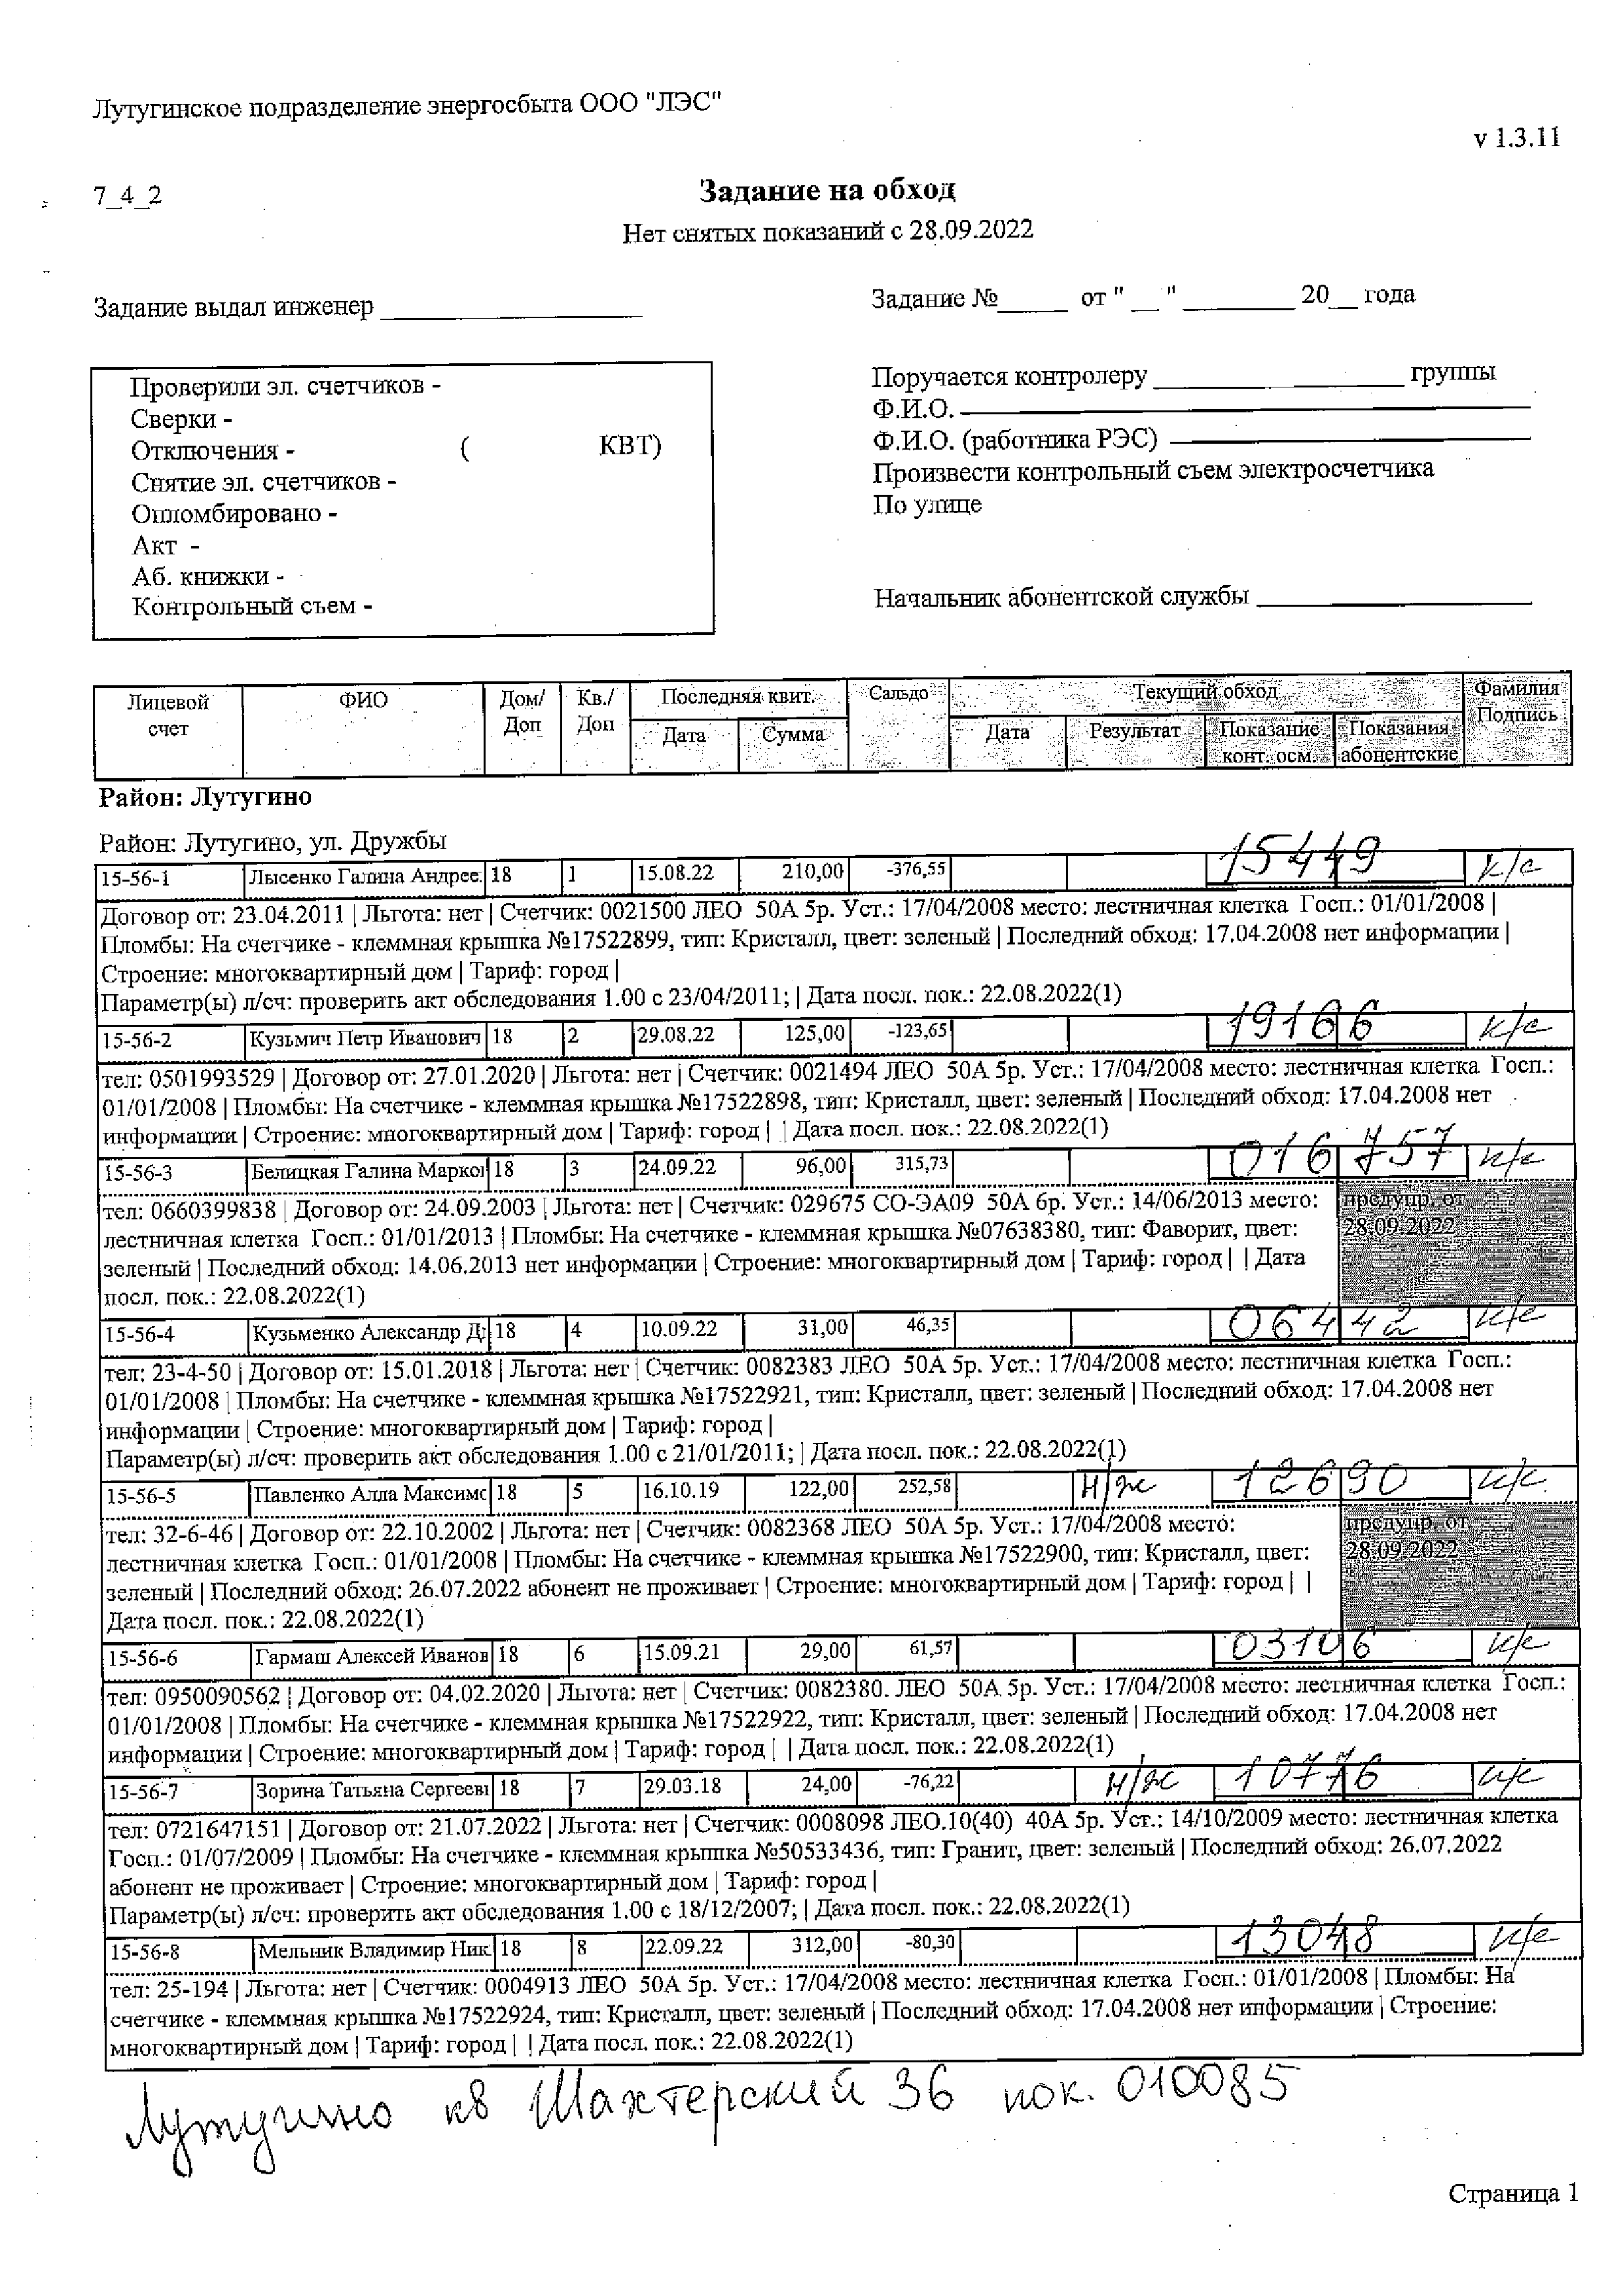 Лутугинское подразделение энергосбыта ООО "ЛЭС"
v 1.3.11
7_4_2
Задание на обход
Нет снятых показаний с 28.09.2022
Задание выдал инженер ____________________
Задание №_____ от " __ " ________ 20__ года
Проверили эл. счетчиков -
Сверки -
Отключения - ( КВТ)
Снятие эл. счетчиков -
Опломбировано -
Акт -
Аб. книжки -
Контрольный съем -
Поручается контролеру ___________________ группы
Ф.И.О.
Ф.И.О. (работника РЭС)
Произвести контрольный съем электросчетчика
По улице
Начальник абонентской службы ____________________
Лицевой счет | ФИО | Дом/ Доп | Кв./ Доп | Последняя квит. | Сальдо | Текущий обход | Фамилия Подпись
Дата | Сумма | Дата | Результат | Показание конт. осм. | Показания абонентские
Район: Лутугино
Район: Лутугино, ул. Дружбы
15-56-1 Лысенко Галина Андрее 18 1 15.08.22 210,00 -376,55 15449 к/с
Договор от: 23.04.2011 | Льгота: нет | Счетчик: 0021500 ЛЕО 50А 5р. Уст.: 17/04/2008 место: лестничная клетка Госп.: 01/01/2008 |
Пломбы: На счетчике - клеммная крышка №17522899, тип: Кристалл, цвет: зеленый | Последний обход: 17.04.2008 нет информации |
Строение: многоквартирный дом | Тариф: город |
Параметр(ы) л/сч: проверить акт обследования 1.00 с 23/04/2011; | Дата посл. пок.: 22.08.2022(1)
15-56-2 Кузьмич Петр Иванович 18 2 29.08.22 125,00 -123,65 19166 к/с
тел: 0501993529 | Договор от: 27.01.2020 | Льгота: нет | Счетчик: 0021494 ЛЕО 50А 5р. Уст.: 17/04/2008 место: лестничная клетка Госп.:
01/01/2008 | Пломбы: На счетчике - клеммная крышка №17522898, тип: Кристалл, цвет: зеленый | Последний обход: 17.04.2008 нет
информации | Строение: многоквартирный дом | Тариф: город | | Дата посл. пок.: 22.08.2022(1)
15-56-3 Белицкая Галина Марко 18 3 24.09.22 96,00 315,73 016757 к/с
тел: 0660399838 | Договор от: 24.09.2003 | Льгота: нет | Счетчик: 029675 СО-ЭА09 50А 6р. Уст.: 14/06/2013 место: предупр. от
лестничная клетка Госп.: 01/01/2013 | Пломбы: На счетчике - клеммная крышка №07638380, тип: Фаворит, цвет: 28.09.2022
зеленый | Последний обход: 14.06.2013 нет информации | Строение: многоквартирный дом | Тариф: город | | Дата
посл. пок.: 22.08.2022(1)
15-56-4 Кузьменко Александр Д 18 4 10.09.22 31,00 46,35 06442 к/с
тел: 23-4-50 | Договор от: 15.01.2018 | Льгота: нет | Счетчик: 0082383 ЛЕО 50А 5р. Уст.: 17/04/2008 место: лестничная клетка Госп.:
01/01/2008 | Пломбы: На счетчике - клеммная крышка №17522921, тип: Кристалл, цвет: зеленый | Последний обход: 17.04.2008 нет
информации | Строение: многоквартирный дом | Тариф: город |
Параметр(ы) л/сч: проверить акт обследования 1.00 с 21/01/2011; | Дата посл. пок.: 22.08.2022(1)
15-56-5 Павленко Алла Максимо 18 5 16.10.19 122,00 252,58 н/ж 12690 к/с
тел: 32-6-46 | Договор от: 22.10.2002 | Льгота: нет | Счетчик: 0082368 ЛЕО 50А 5р. Уст.: 17/04/2008 место: предупр. от
лестничная клетка Госп.: 01/01/2008 | Пломбы: На счетчике - клеммная крышка №17522900, тип: Кристалл, цвет: 28.09.2022
зеленый | Последний обход: 26.07.2022 абонент не проживает | Строение: многоквартирный дом | Тариф: город | |
Дата посл. пок.: 22.08.2022(1)
15-56-6 Гармаш Алексей Иванов 18 6 15.09.21 29,00 61,57 03106 к/с
тел: 0950090562 | Договор от: 04.02.2020 | Льгота: нет | Счетчик: 0082380. ЛЕО 50А 5р. Уст.: 17/04/2008 место: лестничная клетка Госп.:
01/01/2008 | Пломбы: На счетчике - клеммная крышка №17522922, тип: Кристалл, цвет: зеленый | Последний обход: 17.04.2008 нет
информации | Строение: многоквартирный дом | Тариф: город | | Дата посл. пок.: 22.08.2022(1)
15-56-7 Зорина Татьяна Сергеевн 18 7 29.03.18 24,00 -76,22 н/ж 10776 к/с
тел: 0721647151 | Договор от: 21.07.2022 | Льгота: нет | Счетчик: 0008098 ЛЕО.10(40) 40А 5р. Уст.: 14/10/2009 место: лестничная клетка
Госп.: 01/07/2009 | Пломбы: На счетчике - клеммная крышка №50533436, тип: Гранит, цвет: зеленый | Последний обход: 26.07.2022
абонент не проживает | Строение: многоквартирный дом | Тариф: город |
Параметр(ы) л/сч: проверить акт обследования 1.00 с 18/12/2007; | Дата посл. пок.: 22.08.2022(1)
15-56-8 Мельник Владимир Ник 18 8 22.09.22 312,00 -80,30 13048 к/с
тел: 25-194 | Льгота: нет | Счетчик: 0004913 ЛЕО 50А 5р. Уст.: 17/04/2008 место: лестничная клетка Госп.: 01/01/2008 | Пломбы: На
счетчике - клеммная крышка №17522924, тип: Кристалл, цвет: зеленый | Последний обход: 17.04.2008 нет информации | Строение:
многоквартирный дом | Тариф: город | | Дата посл. пок.: 22.08.2022(1)
Лутугино кв Шахтерский 36 пок. 010085
Страница 1